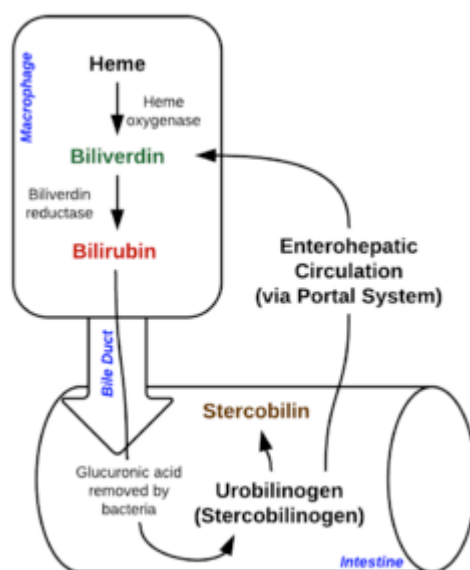 Macrophage
Heme
Heme
oxygenase
Biliverdin
Biliverdin
reductase
Bilirubin
Enterohepatic
Circulation
(via Portal System)
Bile Duct
Stercobilin
Glucuronic acid
removed by
bacteria
Urobilinogen
(Stercobilinogen)
Intestine